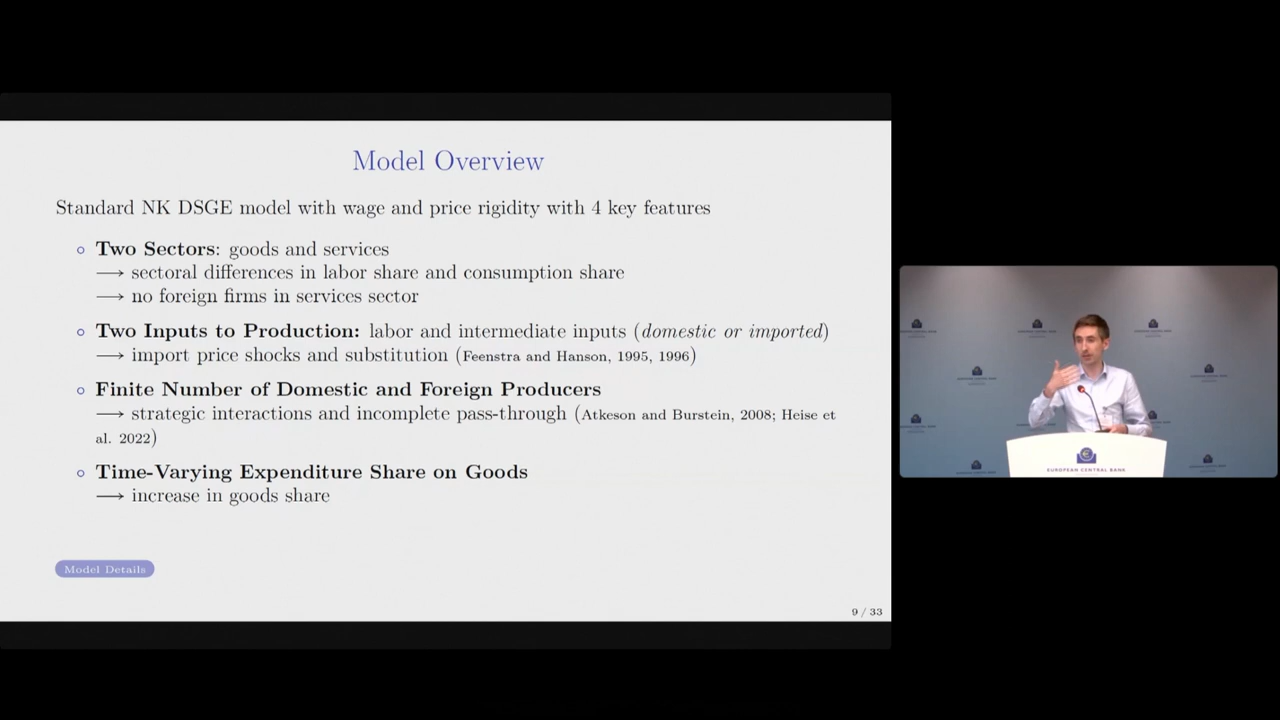 Model Overview
Standard NK DSGE model with wage and price rigidity with 4 key features
Two Sectors: goods and services
⟶ sectoral differences in labor share and consumption share
⟶ no foreign firms in services sector
Two Inputs to Production: labor and intermediate inputs (domestic or imported)
⟶ import price shocks and substitution (Feenstra and Hanson, 1995, 1996)
Finite Number of Domestic and Foreign Producers
⟶ strategic interactions and incomplete pass-through (Atkeson and Burstein, 2008; Heise et
al. 2022)
Time-Varying Expenditure Share on Goods
⟶ increase in goods share
Model Details
9 / 33
EUROPEAN CENTRAL BANK